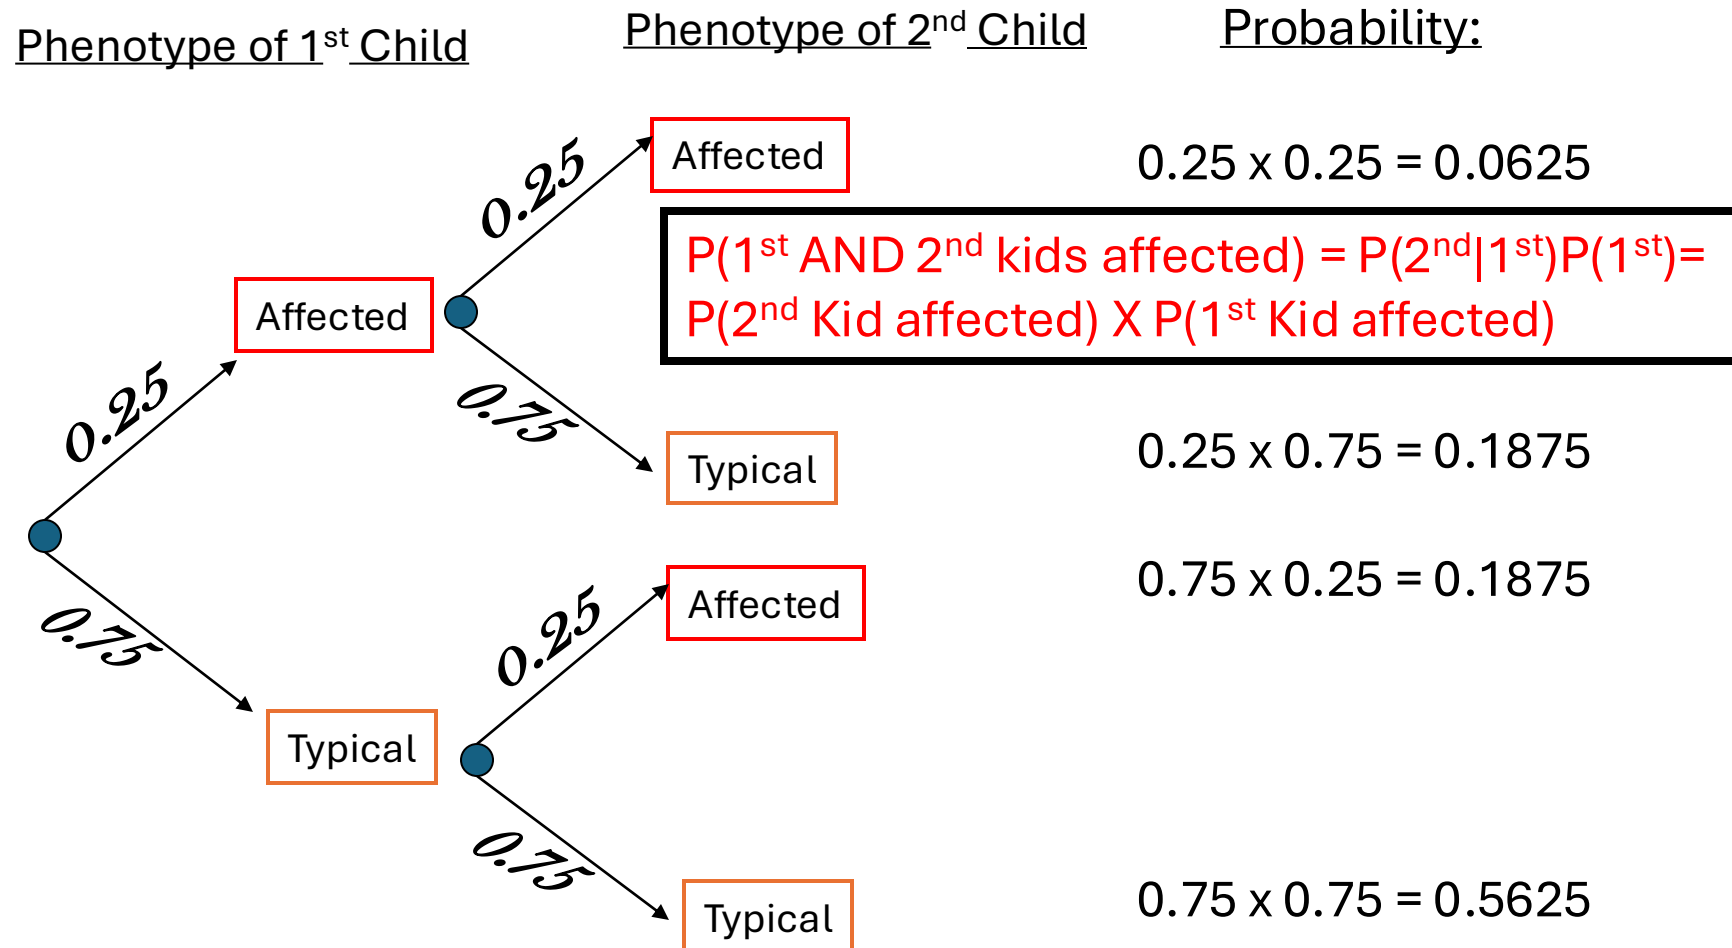 Phenotype of 1st Child
Phenotype of 2nd Child
Probability:
0.25
Affected
0.25 x 0.25 = 0.0625
P(1st AND 2nd kids affected) = P(2nd|1st)P(1st)=
P(2nd Kid affected) X P(1st Kid affected)
Affected
0.25
0.75
Typical
0.25 x 0.75 = 0.1875
0.75
0.25
Affected
0.75 x 0.25 = 0.1875
Typical
0.75
Typical
0.75 x 0.75 = 0.5625